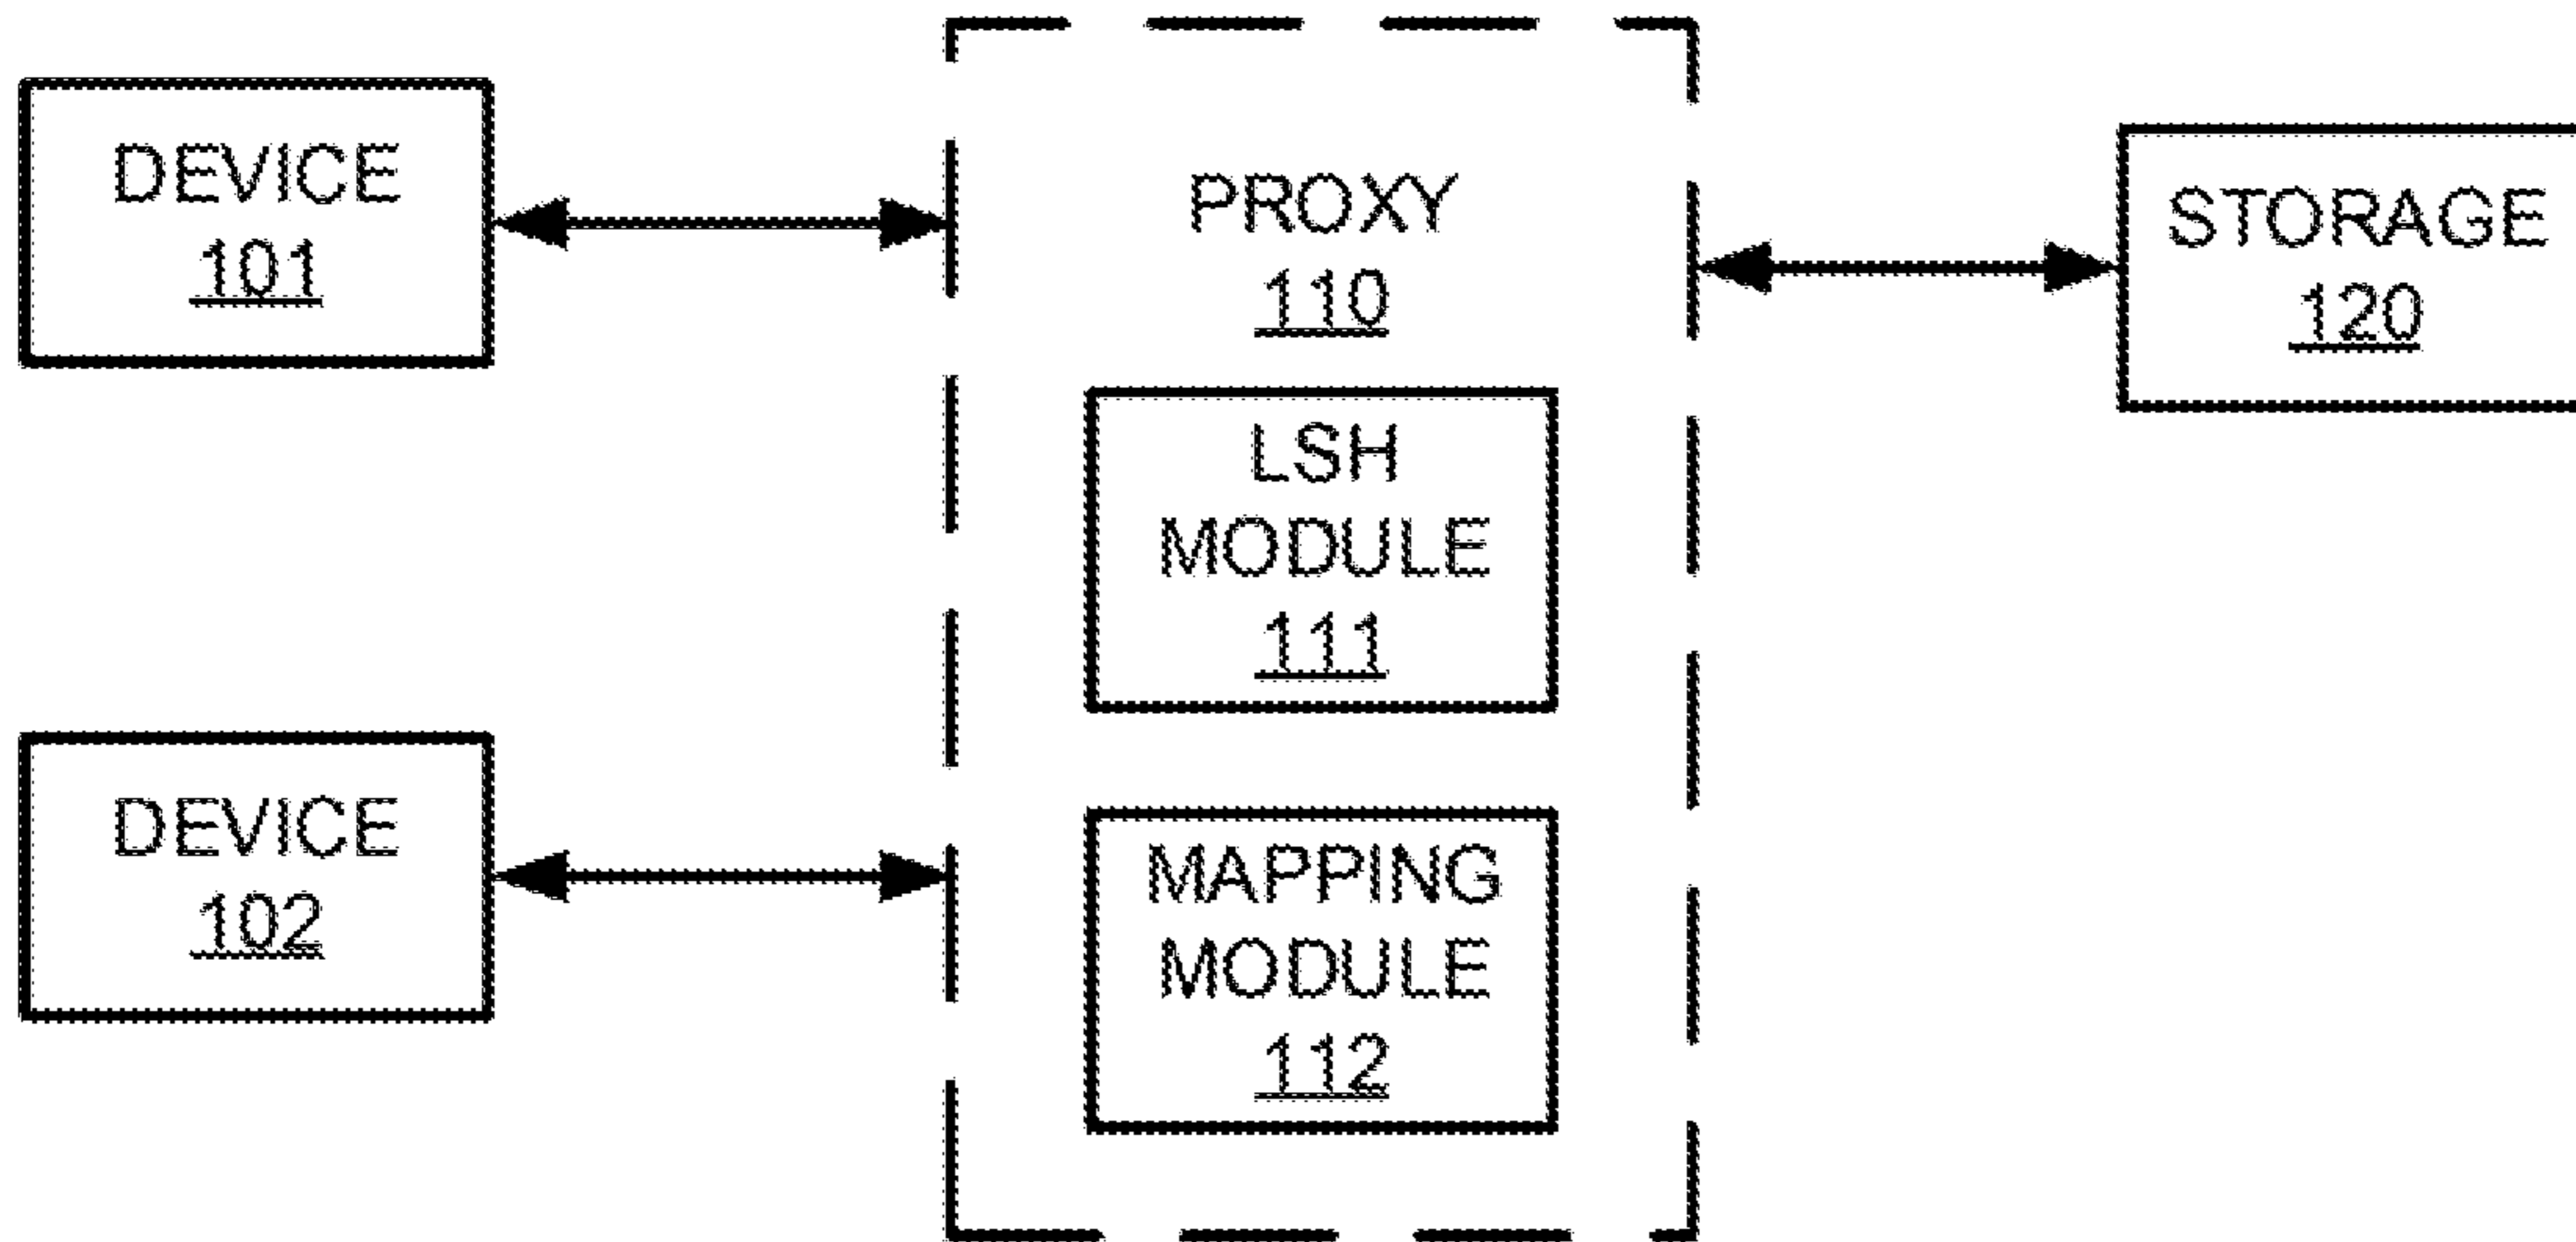 DEVICE
101
PROXY
110
STORAGE
120
LSH
MODULE
111
DEVICE
102
MAPPING
MODULE
112